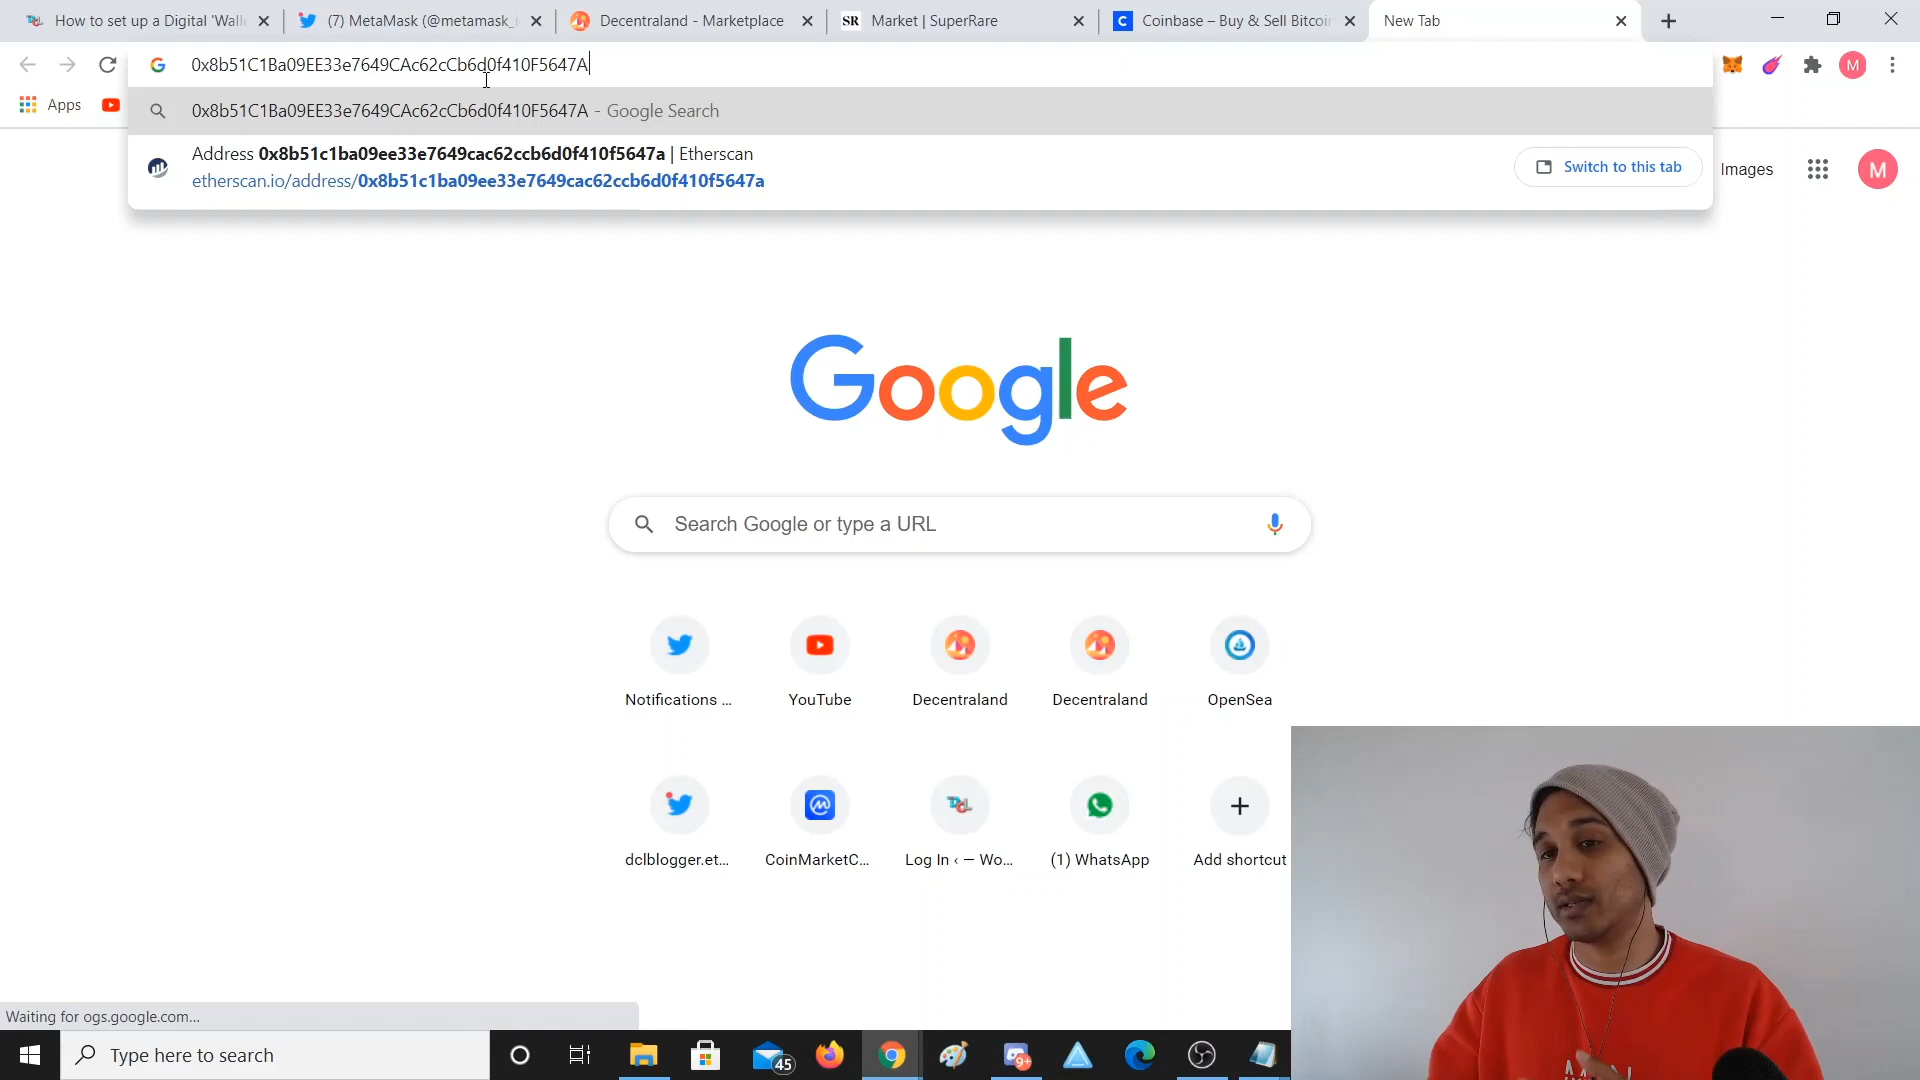 How to set up a Digital 'Walle
(7) MetaMask (@metamask_i
Decentraland - Marketplace
SR Market | SuperRare
C Coinbase – Buy & Sell Bitcoin
New Tab
0x8b51C1Ba09EE33e7649CAc62cCb6d0f410F5647A
M
Apps
0x8b51C1Ba09EE33e7649CAc62cCb6d0f410F5647A - Google Search
Address 0x8b51c1ba09ee33e7649cac62ccb6d0f410f5647a | Etherscan
etherscan.io/address/0x8b51c1ba09ee33e7649cac62ccb6d0f410f5647a
Switch to this tab
Images
M
Google
Search Google or type a URL
Notifications ...
YouTube
Decentraland
Decentraland
OpenSea
dclblogger.et...
CoinMarketC...
Log In ‹ — Wo...
(1) WhatsApp
Add shortcut
Waiting for ogs.google.com...
Type here to search
45
9+